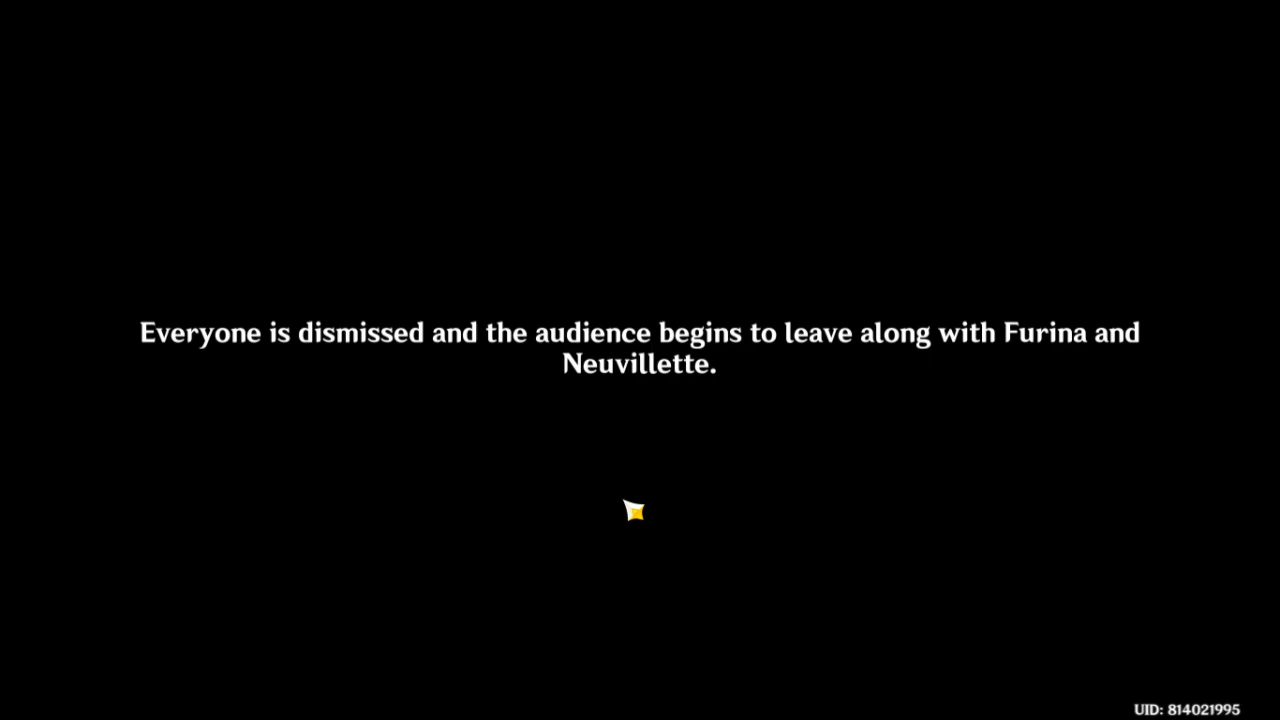 Everyone is dismissed and the audience begins to leave along with Furina and
Neuvillette.
UID: 814021995